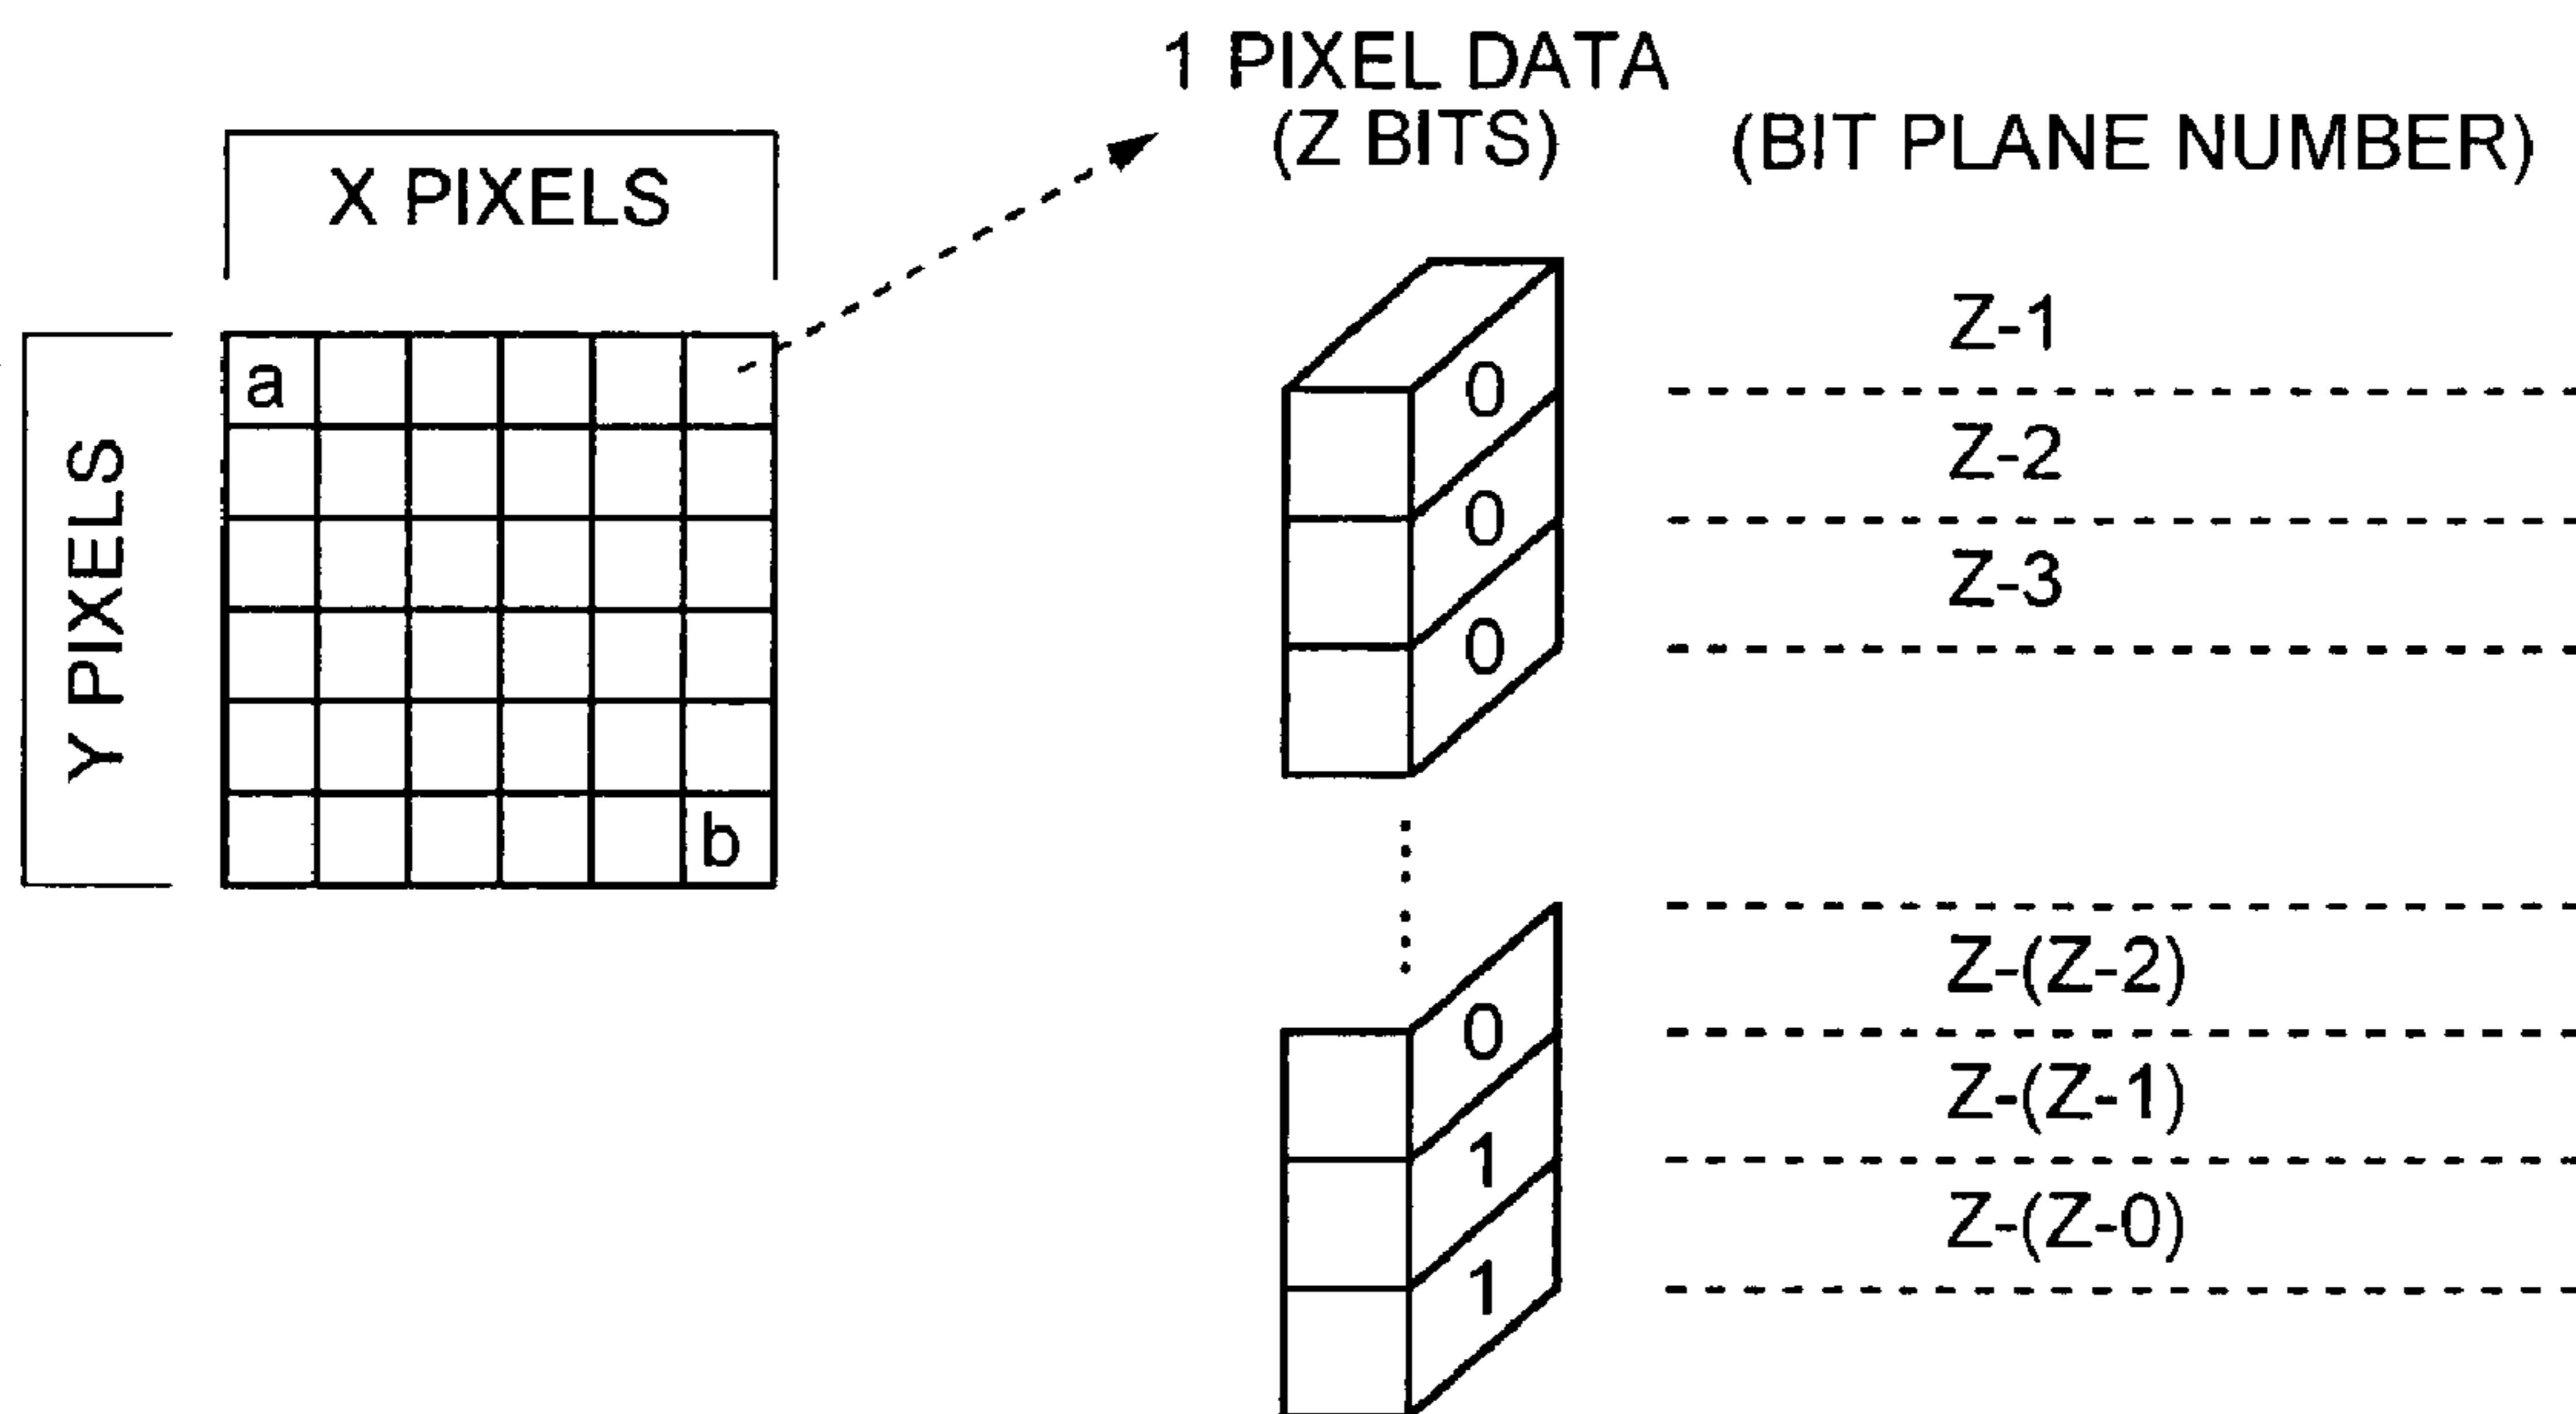 1 PIXEL DATA
(Z BITS)
(BIT PLANE NUMBER)
X PIXELS
Y PIXELS
a
b
0
Z-1
0
Z-2
0
Z-3
0
Z-(Z-2)
1
Z-(Z-1)
1
Z-(Z-0)